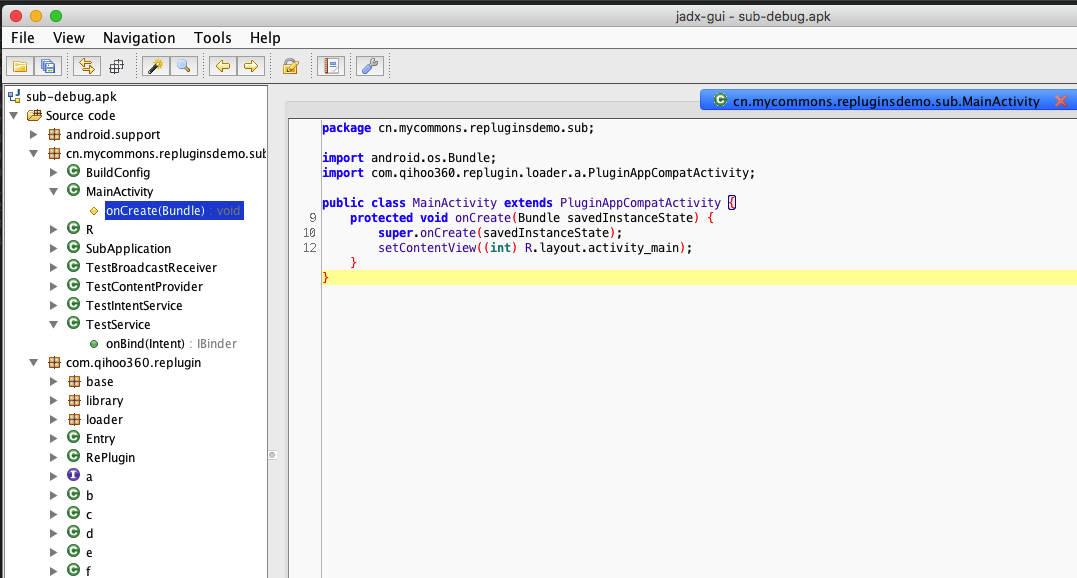 jadx-gui - sub-debug.apk
File View Navigation Tools Help
sub-debug.apk
Source code
android.support
cn.mycommons.repluginsdemo.sub
BuildConfig
MainActivity
onCreate(Bundle) : void
R
SubApplication
TestBroadcastReceiver
TestContentProvider
TestIntentService
TestService
onBind(Intent) : IBinder
com.qihoo360.replugin
base
library
loader
Entry
RePlugin
a
b
c
d
e
f
cn.mycommons.repluginsdemo.sub.MainActivity
package cn.mycommons.repluginsdemo.sub;
import android.os.Bundle;
import com.qihoo360.replugin.loader.a.PluginAppCompatActivity;
public class MainActivity extends PluginAppCompatActivity {
9 protected void onCreate(Bundle savedInstanceState) {
10 super.onCreate(savedInstanceState);
12 setContentView((int) R.layout.activity_main);
}
}